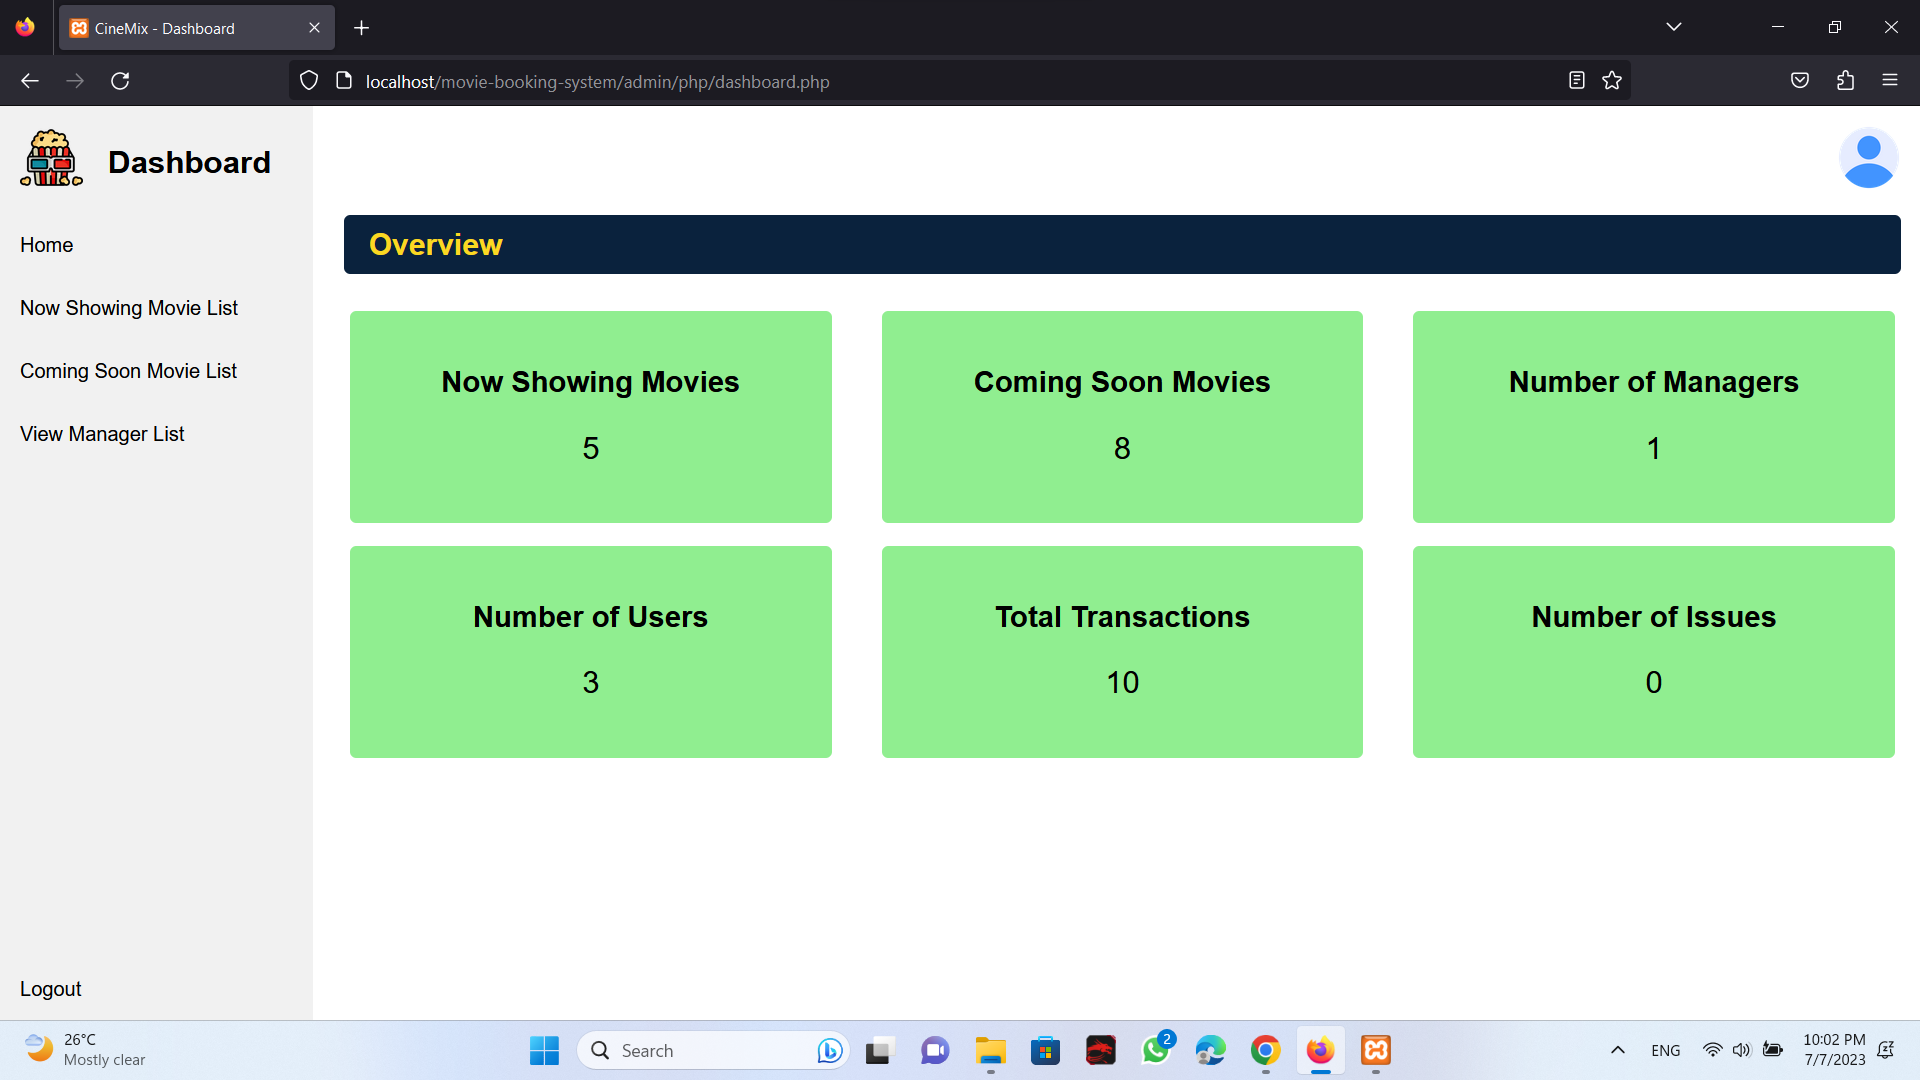 CineMix - Dashboard
localhost/movie-booking-system/admin/php/dashboard.php
Dashboard
Home
Now Showing Movie List
Coming Soon Movie List
View Manager List
Logout
Overview
Now Showing Movies
5
Coming Soon Movies
8
Number of Managers
1
Number of Users
3
Total Transactions
10
Number of Issues
0
26°C
Mostly clear
Search
2
ENG
10:02 PM
7/7/2023